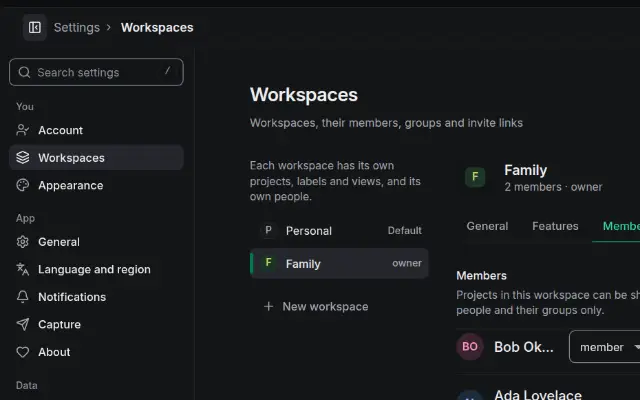 Settings › Workspaces
Search settings /
You
Account
Workspaces
Appearance
App
General
Language and region
Notifications
Capture
About
Data
Workspaces
Workspaces, their members, groups and invite links
Each workspace has its own
projects, labels and views, and its
own people.
P Personal Default
F Family owner
+ New workspace
F Family
2 members · owner
General Features Membe
Members
Projects in this workspace can be sh
people and their groups only.
BO Bob Ok... member
Ada Lovelace